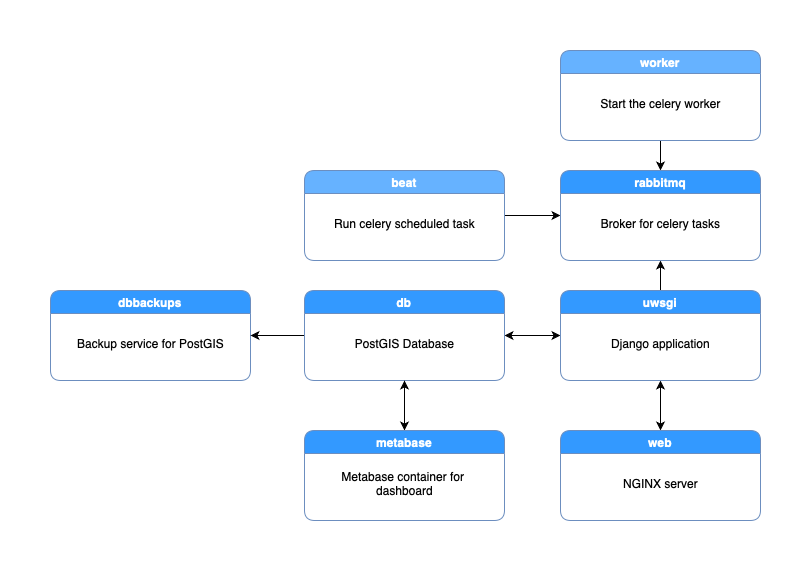 worker
Start the celery worker
beat
Run celery scheduled task
rabbitmq
Broker for celery tasks
dbbackups
Backup service for PostGIS
db
PostGIS Database
uwsgi
Django application
metabase
Metabase container for
dashboard
web
NGINX server